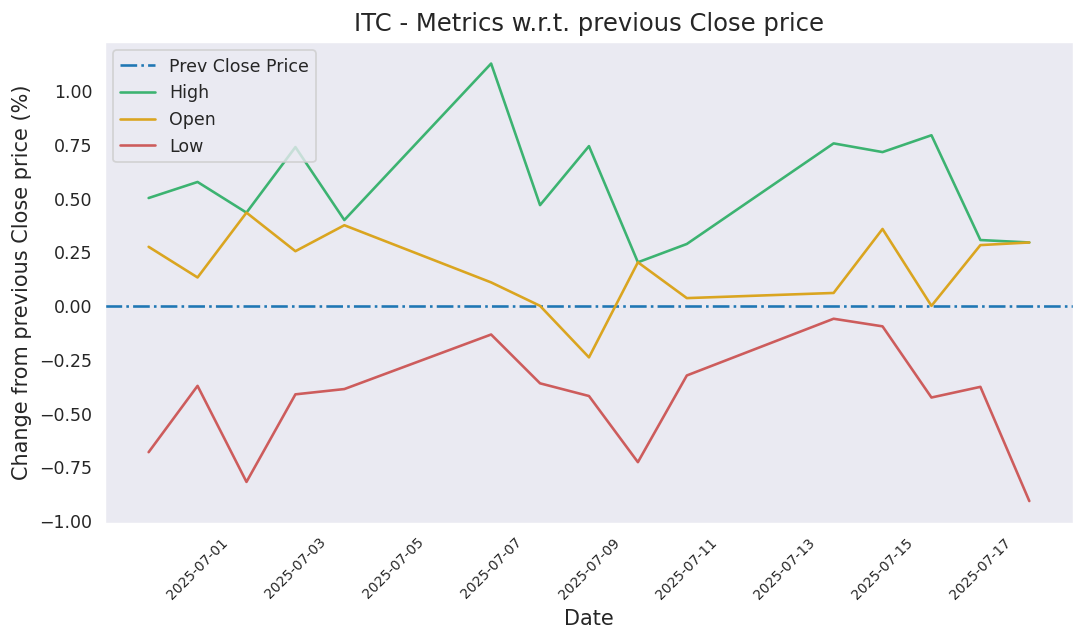 ITC - Metrics w.r.t. previous Close price
Prev Close Price
High
Open
Low
Change from previous Close price (%)
1.00
0.75
0.50
0.25
0.00
−0.25
−0.50
−0.75
−1.00
2025-07-01
2025-07-03
2025-07-05
2025-07-07
2025-07-09
2025-07-11
2025-07-13
2025-07-15
2025-07-17
Date